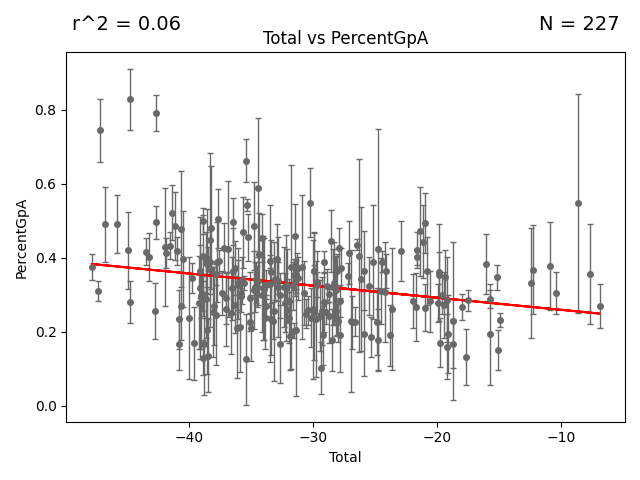 r^2 = 0.06
N = 227
Total vs PercentGpA
PercentGpA
0.8
0.6
0.4
0.2
0.0
−40
−30
−20
−10
Total